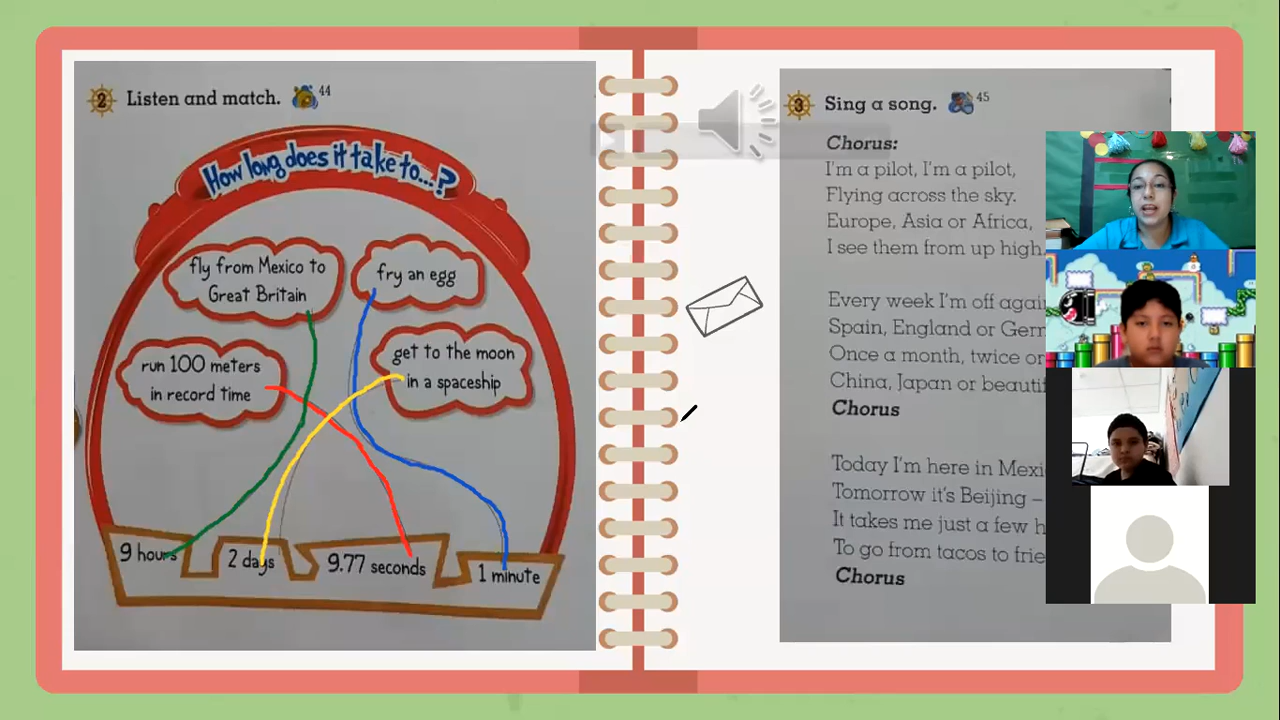 2 Listen and match. 44
How long does it take to...?
fly from Mexico to
Great Britain
fry an egg
run 100 meters
in record time
get to the moon
in a spaceship
9 hours
2 days
9.77 seconds
1 minute
3 Sing a song. 45
Chorus:
I'm a pilot, I'm a pilot,
Flying across the sky.
Europe, Asia or Africa,
I see them from up high
Every week I'm off again
Spain, England or
Once a month, twice or
China, Japan or
Chorus
Today I'm here in
Tomorrow it's Beijing –
It takes me just a few
To go from tacos to
Chorus